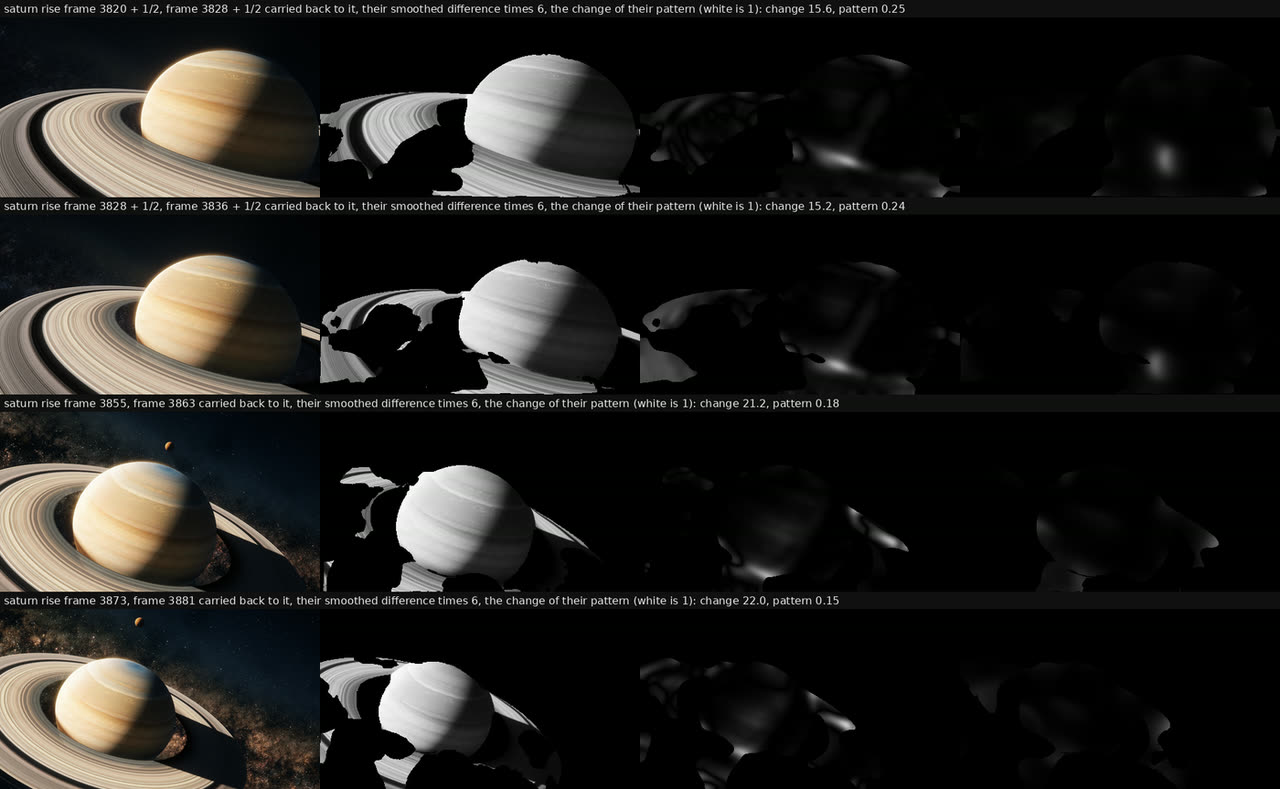 saturn rise frame 3820 + 1/2, frame 3828 + 1/2 carried back to it, their smoothed difference times 6, the change of their pattern (white is 1): change 15.6, pattern 0.25
saturn rise frame 3828 + 1/2, frame 3836 + 1/2 carried back to it, their smoothed difference times 6, the change of their pattern (white is 1): change 15.2, pattern 0.24
saturn rise frame 3855, frame 3863 carried back to it, their smoothed difference times 6, the change of their pattern (white is 1): change 21.2, pattern 0.18
saturn rise frame 3873, frame 3881 carried back to it, their smoothed difference times 6, the change of their pattern (white is 1): change 22.0, pattern 0.15